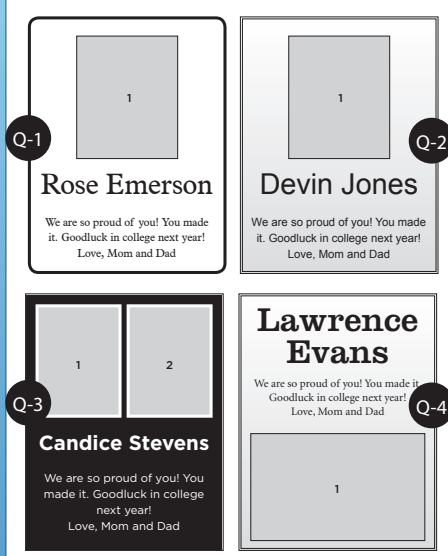 1
Q-1
Rose Emerson
We are so proud of you! You made
it. Goodluck in college next year!
Love, Mom and Dad
1
Q-2
Devin Jones
We are so proud of you! You made
it. Goodluck in college next year!
Love, Mom and Dad
1
2
Q-3
Candice Stevens
We are so proud of you! You
made it. Goodluck in college
next year!
Love, Mom and Dad
Lawrence
Evans
We are so proud of you! You made it.
Goodluck in college next year!
Love, Mom and Dad
Q-4
1